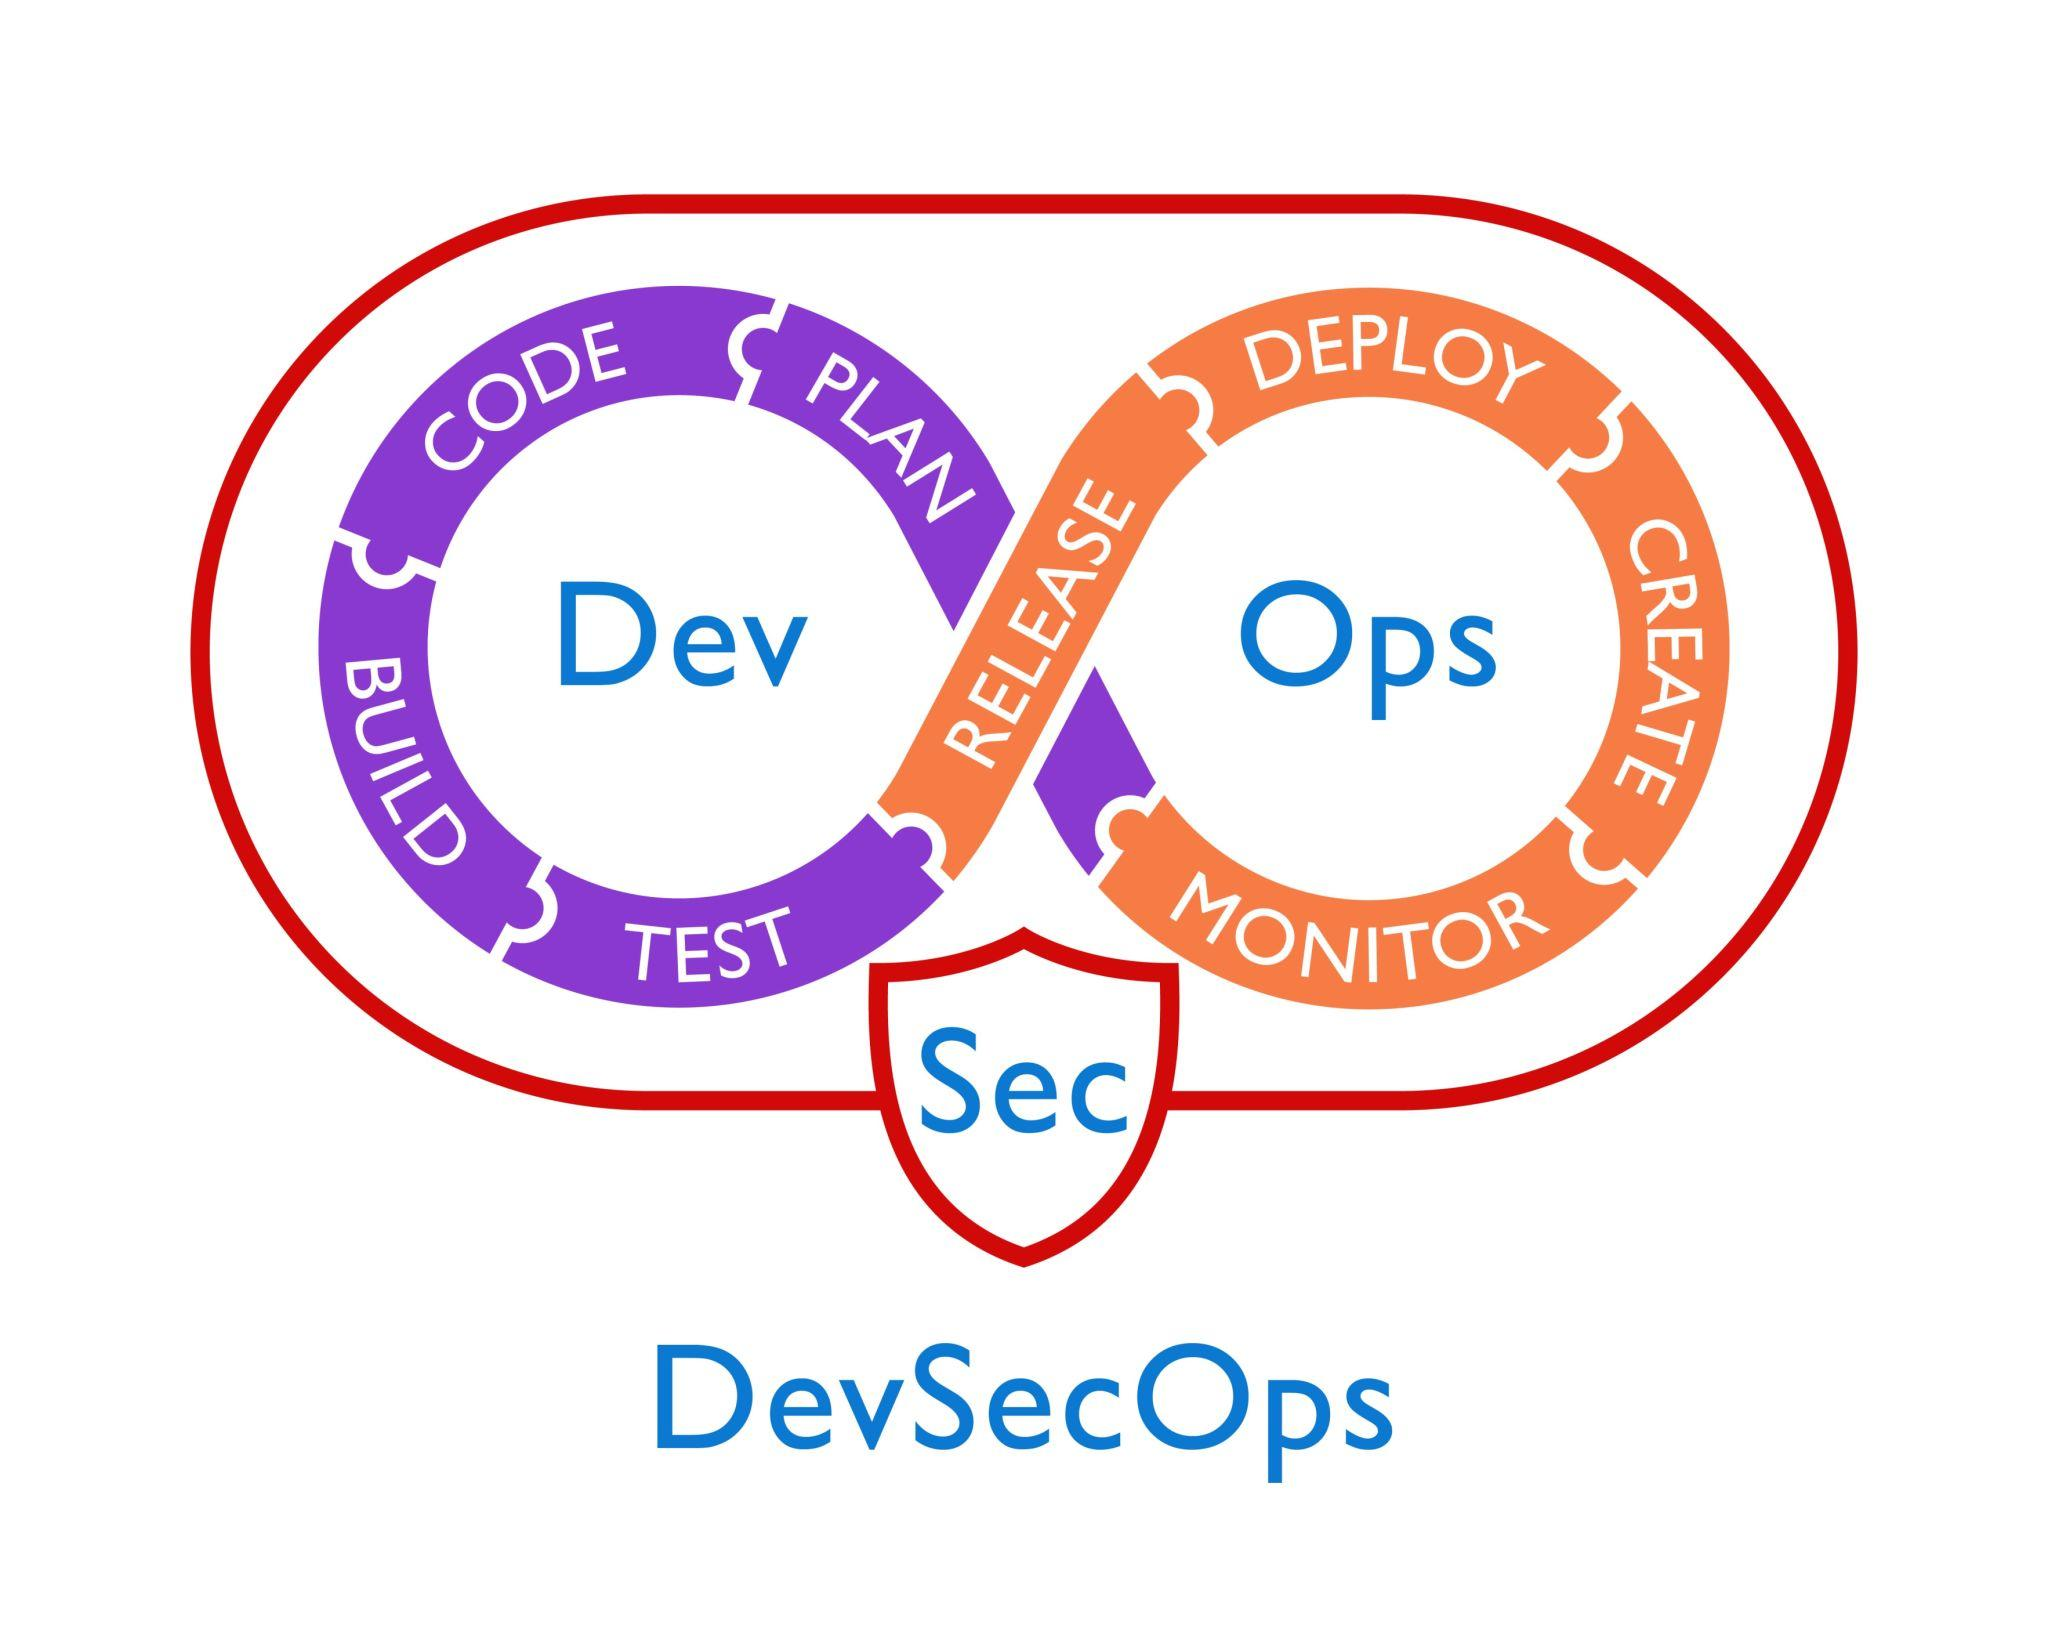 PLAN
CODE
BUILD
TEST
RELEASE
DEPLOY
CREATE
MONITOR
Dev
Ops
Sec
DevSecOps